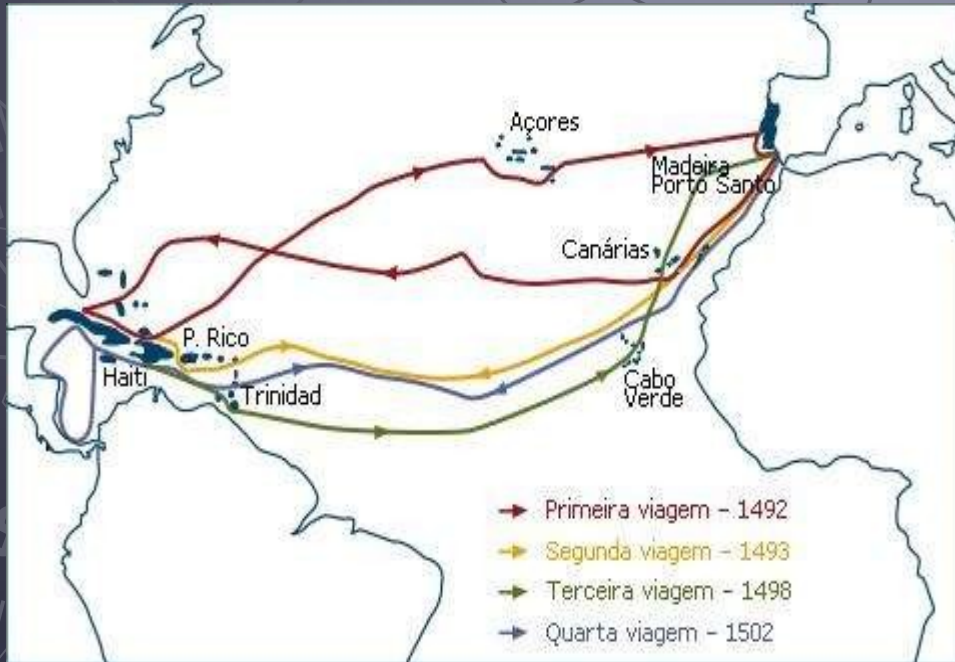 Açores
Madeira
Porto Santo
Canárias
P. Rico
Haiti
Trinidad
Cabo
Verde
Primeira viagem - 1492
Segunda viagem - 1493
Terceira viagem - 1498
Quarta viagem - 1502